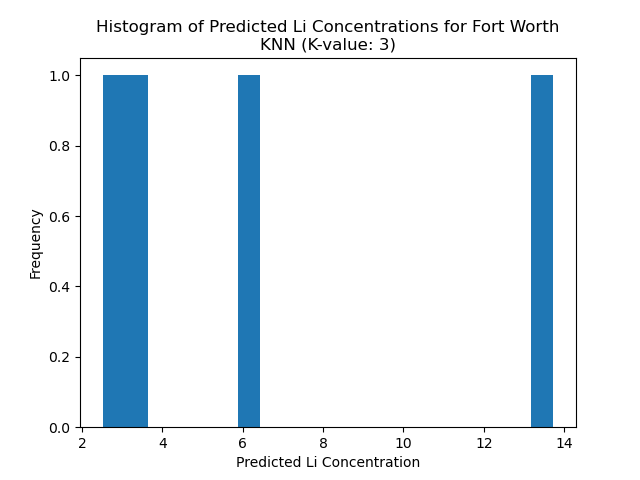 Histogram of Predicted Li Concentrations for Fort Worth
KNN (K-value: 3)
1.0
0.8
0.6
0.4
0.2
0.0
Frequency
2 4 6 8 10 12 14
Predicted Li Concentration